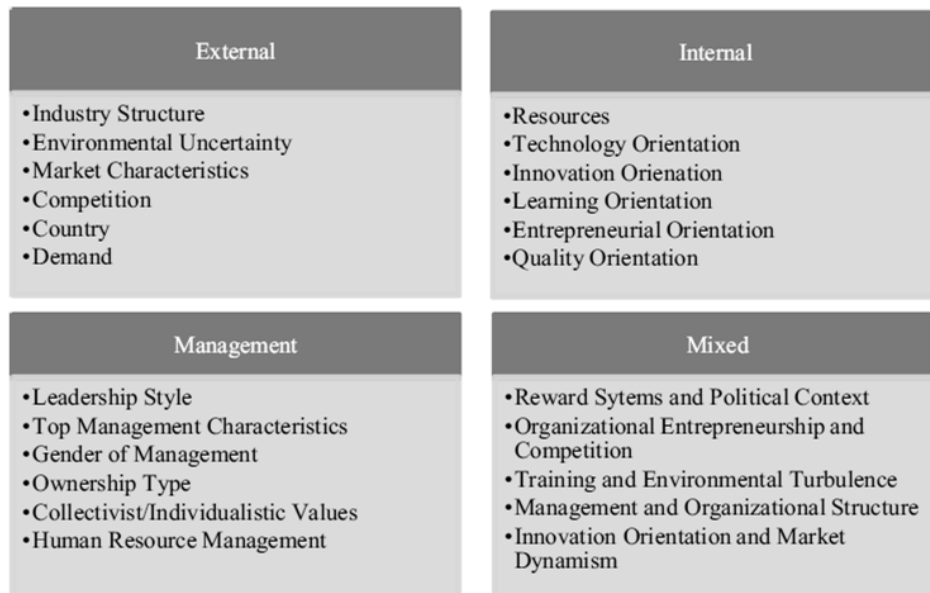 External
•Industry Structure
•Environmental Uncertainty
•Market Characteristics
•Competition
•Country
•Demand
Internal
•Resources
•Technology Orientation
•Innovation Orienation
•Learning Orientation
•Entrepreneurial Orientation
•Quality Orientation
Management
•Leadership Style
•Top Management Characteristics
•Gender of Management
•Ownership Type
•Collectivist/Individualistic Values
•Human Resource Management
Mixed
•Reward Sytems and Political Context
•Organizational Entrepreneurship and
Competition
•Training and Environmental Turbulence
•Management and Organizational Structure
•Innovation Orientation and Market
Dynamism